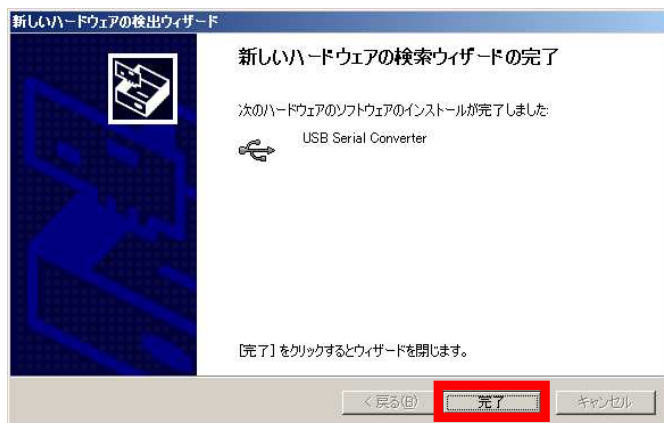 新しいハードウェアの検出ウィザード
新しいハードウェアの検索ウィザードの完了
次のハードウェアのソフトウェアのインストールが完了しました:
USB Serial Converter
[完了] をクリックするとウィザードを閉じます。
< 戻る(B)
完了
キャンセル